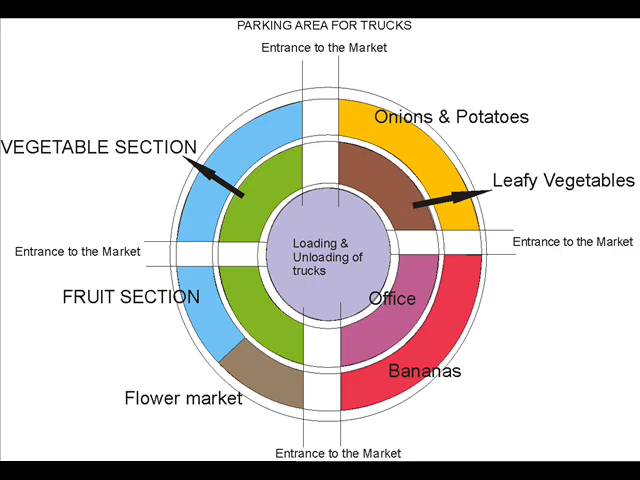 PARKING AREA FOR TRUCKS
Entrance to the Market
Onions & Potatoes
VEGETABLE SECTION
Leafy Vegetables
Entrance to the Market
Loading &
Unloading of
trucks
Entrance to the Market
FRUIT SECTION
Office
Bananas
Flower market
Entrance to the Market